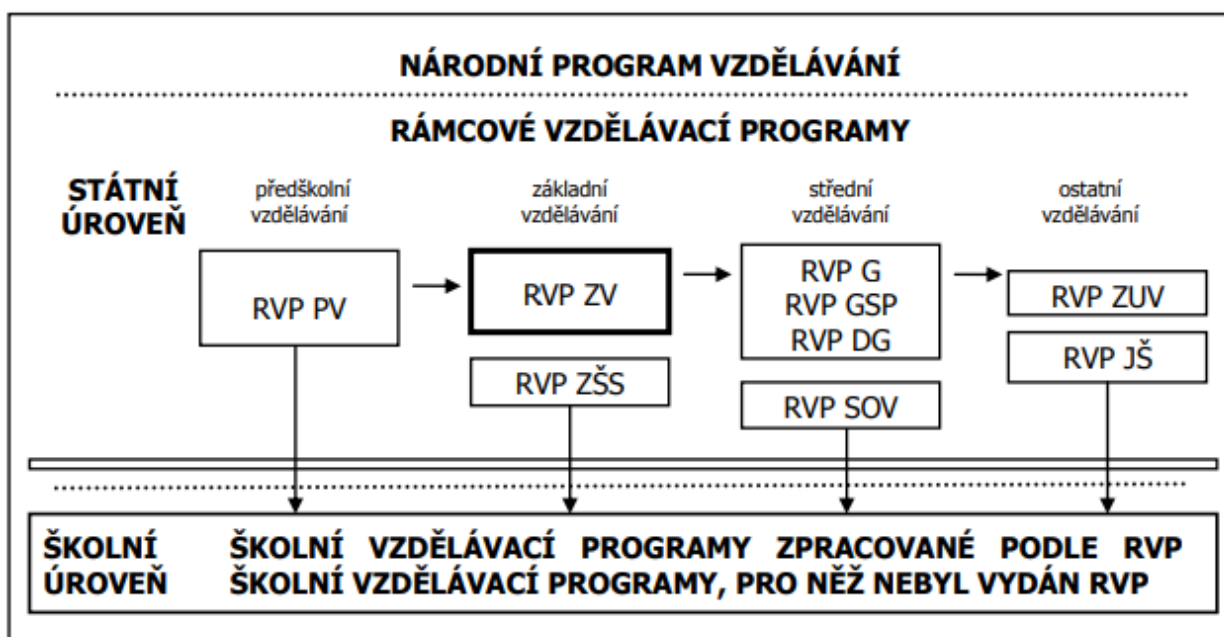 NÁRODNÍ PROGRAM VZDĚLÁVÁNÍ
RÁMCOVÉ VZDĚLÁVACÍ PROGRAMY
STÁTNÍ
ÚROVEŇ
předškolní
vzdělávání
základní
vzdělávání
střední
vzdělávání
ostatní
vzdělávání
RVP PV
RVP ZV
RVP ZŠS
RVP G
RVP GSP
RVP DG
RVP SOV
RVP ZUV
RVP JŠ
ŠKOLNÍ
ÚROVEŇ
ŠKOLNÍ VZDĚLÁVACÍ PROGRAMY ZPRACOVANÉ PODLE RVP
ŠKOLNÍ VZDĚLÁVACÍ PROGRAMY, PRO NĚŽ NEBYL VYDÁN RVP